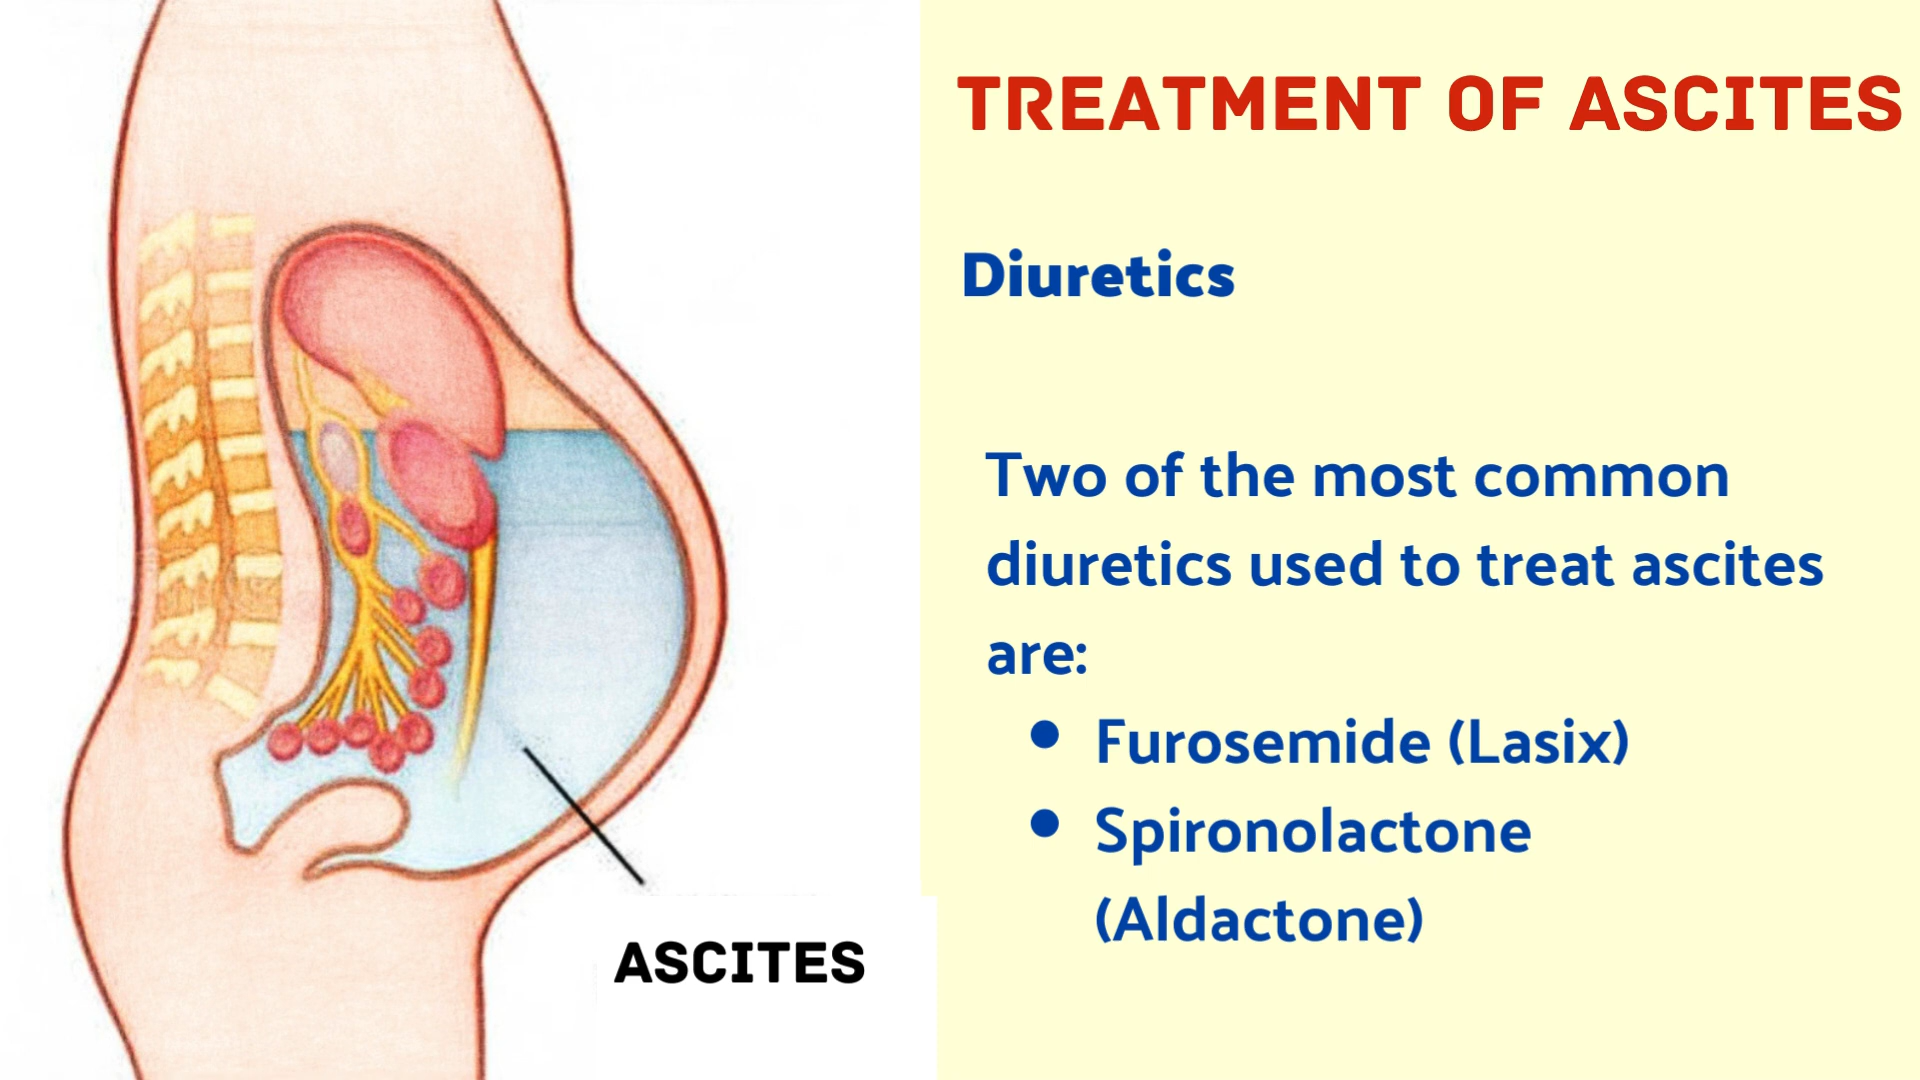 TREATMENT OF ASCITES
Diuretics
Two of the most common
diuretics used to treat ascites
are:
• Furosemide (Lasix)
• Spironolactone
(Aldactone)
ASCITES